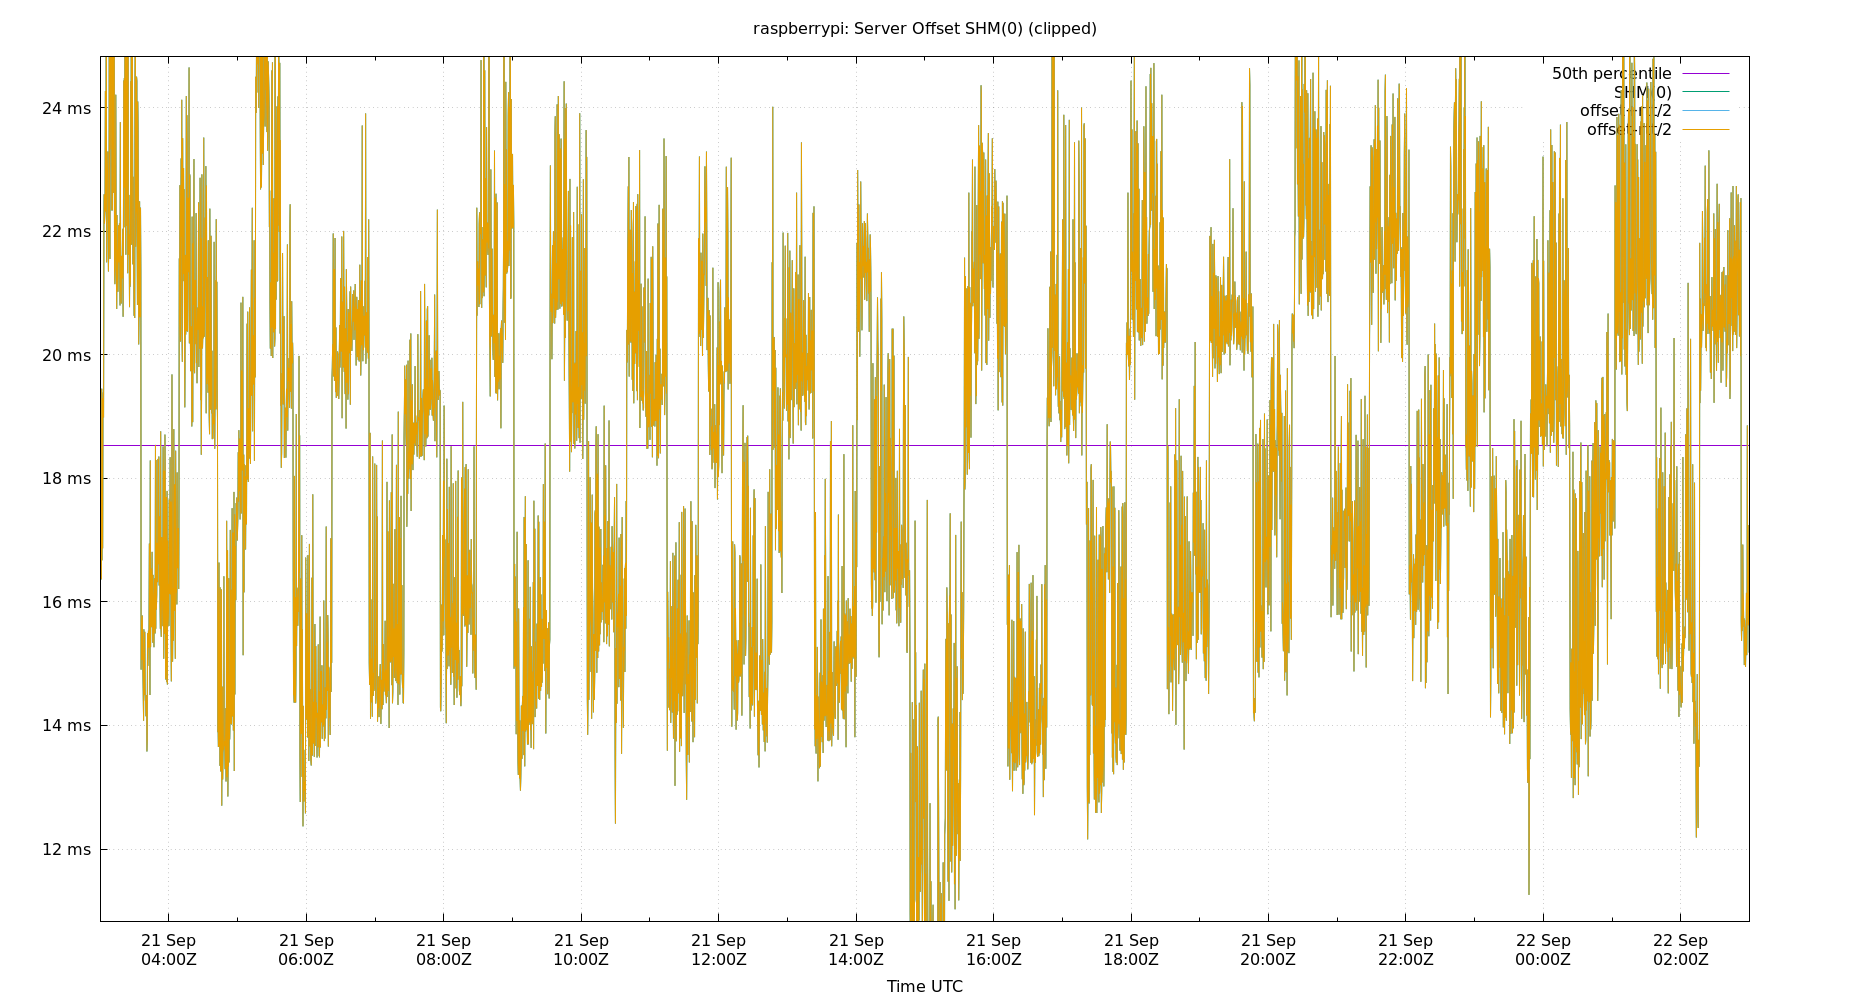 raspberrypi: Server Offset SHM(0) (clipped)
50th percentile
SHM(0)
offset+rtt/2
offset-rtt/2
24 ms
22 ms
20 ms
18 ms
16 ms
14 ms
12 ms
21 Sep 21 Sep 21 Sep 21 Sep 21 Sep 21 Sep 21 Sep 21 Sep 21 Sep 21 Sep 22 Sep 22 Sep
04:00Z 06:00Z 08:00Z 10:00Z 12:00Z 14:00Z 16:00Z 18:00Z 20:00Z 22:00Z 00:00Z 02:00Z
Time UTC